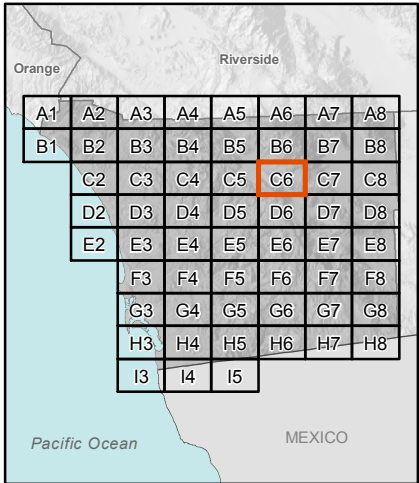 Riverside
Orange
A1 A2 A3 A4 A5 A6 A7 A8
B1 B2 B3 B4 B5 B6 B7 B8
C2 C3 C4 C5 C6 C7 C8
D2 D3 D4 D5 D6 D7 D8
E2 E3 E4 E5 E6 E7 E8
F3 F4 F5 F6 F7 F8
G3 G4 G5 G6 G7 G8
H3 H4 H5 H6 H7 H8
I3 I4 I5
Pacific Ocean
MEXICO